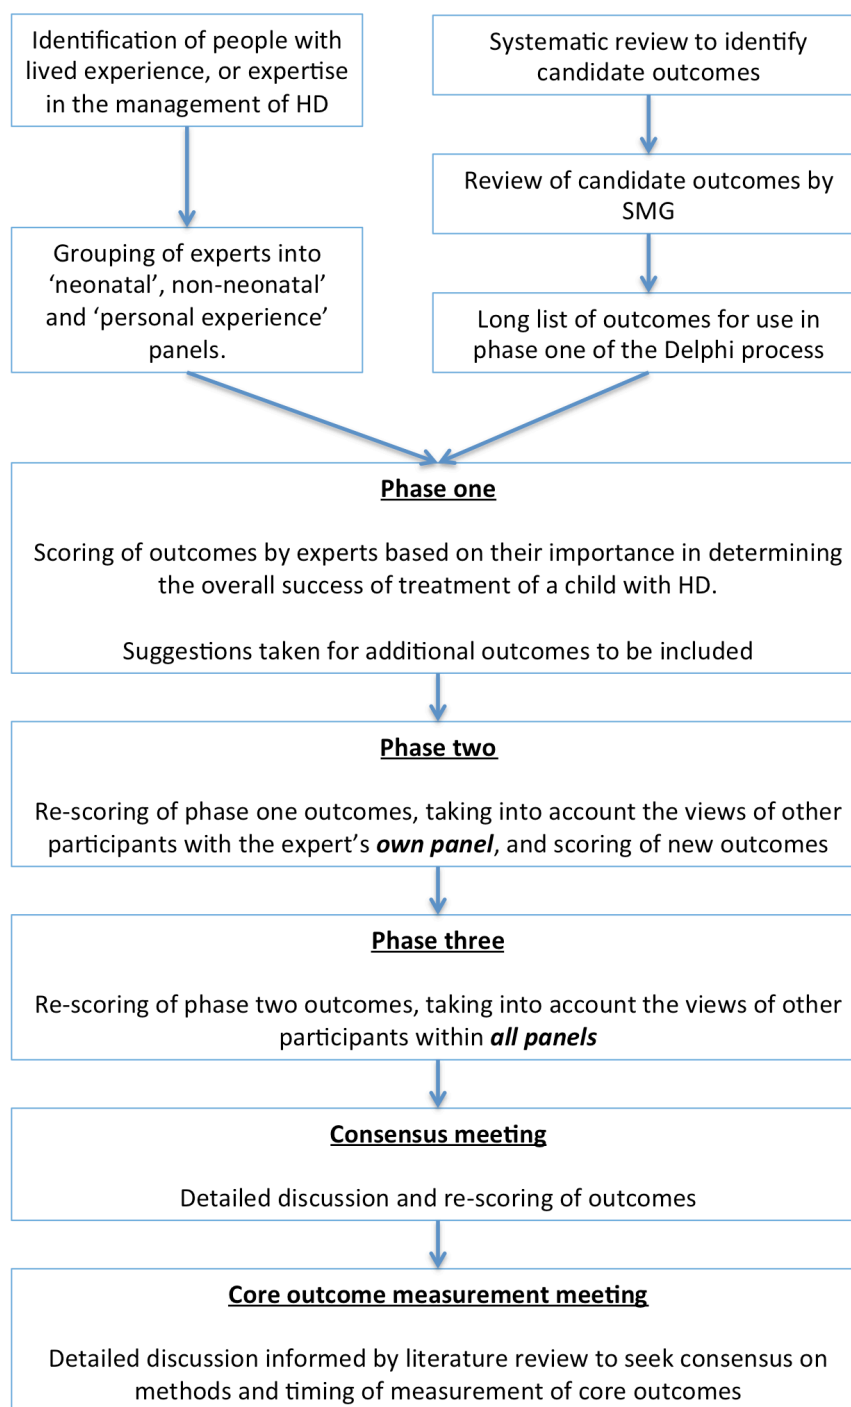 Identification of people with
lived experience, or expertise
in the management of HD
Systematic review to identify
candidate outcomes
Review of candidate outcomes by
SMG
Grouping of experts into
‘neonatal’, non-neonatal’
and ‘personal experience’
panels.
Long list of outcomes for use in
phase one of the Delphi process
Phase one
Scoring of outcomes by experts based on their importance in determining
the overall success of treatment of a child with HD.
Suggestions taken for additional outcomes to be included
Phase two
Re-scoring of phase one outcomes, taking into account the views of other
participants with the expert’s own panel, and scoring of new outcomes
Phase three
Re-scoring of phase two outcomes, taking into account the views of other
participants within all panels
Consensus meeting
Detailed discussion and re-scoring of outcomes
Core outcome measurement meeting
Detailed discussion informed by literature review to seek consensus on
methods and timing of measurement of core outcomes